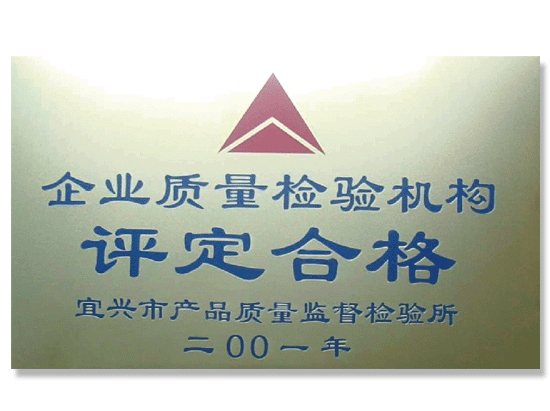 企业质量检验机构
评定合格
宜兴市产品质量监督检验所
二00一年